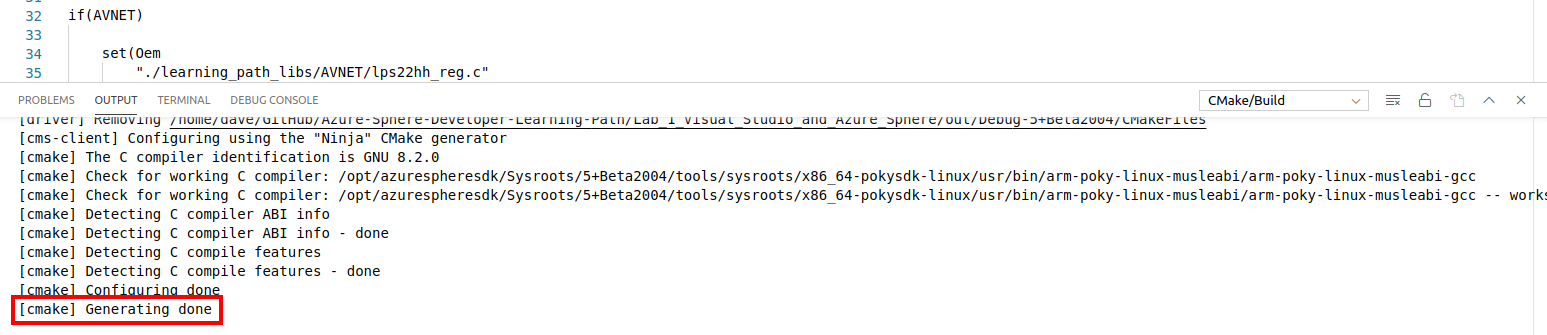 32 if(AVNET)
33
34 set(Oem
35 "./learning_path_libs/AVNET/lps22hh_reg.c"
PROBLEMS OUTPUT TERMINAL DEBUG CONSOLE CMake/Build
[driver] Removing /home/dave/GitHub/Azure-Sphere-Developer-Learning-Path/Lab_1_Visual_Studio_and_Azure_Sphere/out/Debug-5+Beta2004/CMakeFiles
[cms-client] Configuring using the "Ninja" CMake generator
[cmake] The C compiler identification is GNU 8.2.0
[cmake] Check for working C compiler: /opt/azurespheresdk/Sysroots/5+Beta2004/tools/sysroots/x86_64-pokysdk-linux/usr/bin/arm-poky-linux-musleabi/arm-poky-linux-musleabi-gcc
[cmake] Check for working C compiler: /opt/azurespheresdk/Sysroots/5+Beta2004/tools/sysroots/x86_64-pokysdk-linux/usr/bin/arm-poky-linux-musleabi/arm-poky-linux-musleabi-gcc -- works
[cmake] Detecting C compiler ABI info
[cmake] Detecting C compiler ABI info - done
[cmake] Detecting C compile features
[cmake] Detecting C compile features - done
[cmake] Configuring done
[cmake] Generating done